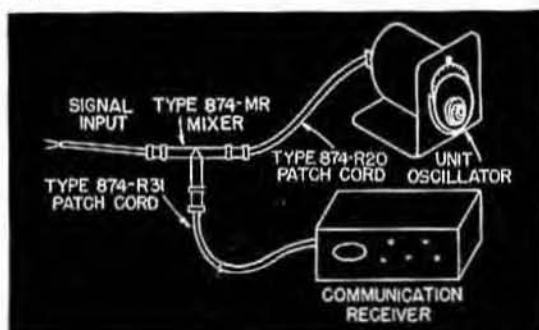 SIGNAL
INPUT
TYPE 874-MR
MIXER
TYPE 874-R20
PATCH CORD
UNIT
OSCILLATOR
TYPE 874-R31
PATCH CORD
COMMUNICATION
RECEIVER